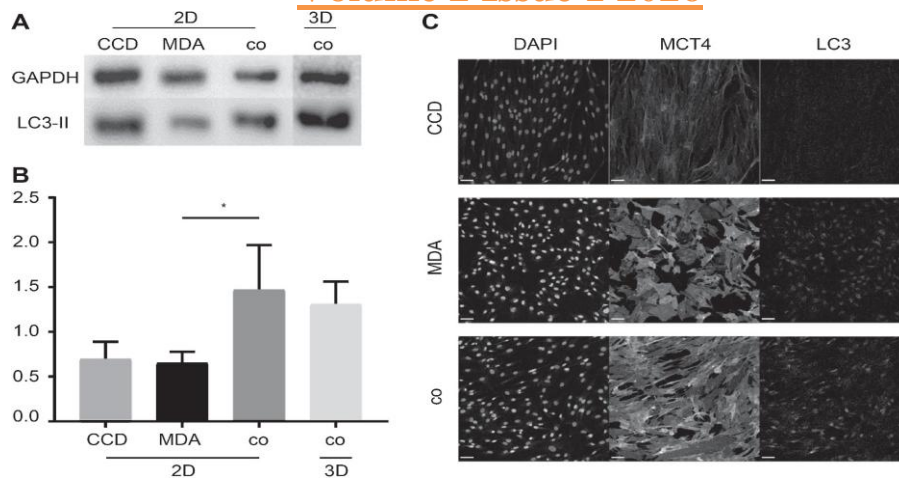 A
2D
3D
CCD
MDA
co
co
GAPDH
LC3-II
B
2.5
2.0
1.5
1.0
0.5
0.0
*
CCD
MDA
co
co
2D
3D
C
DAPI
MCT4
LC3
CCD
MDA
co